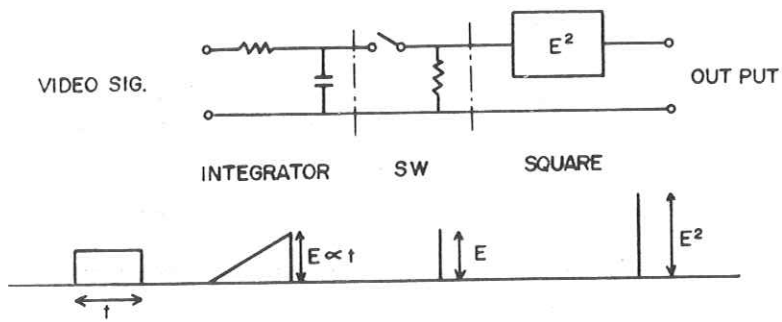 E²
VIDEO SIG.
OUT PUT
INTEGRATOR
SW
SQUARE
E∝t
E
E²
t